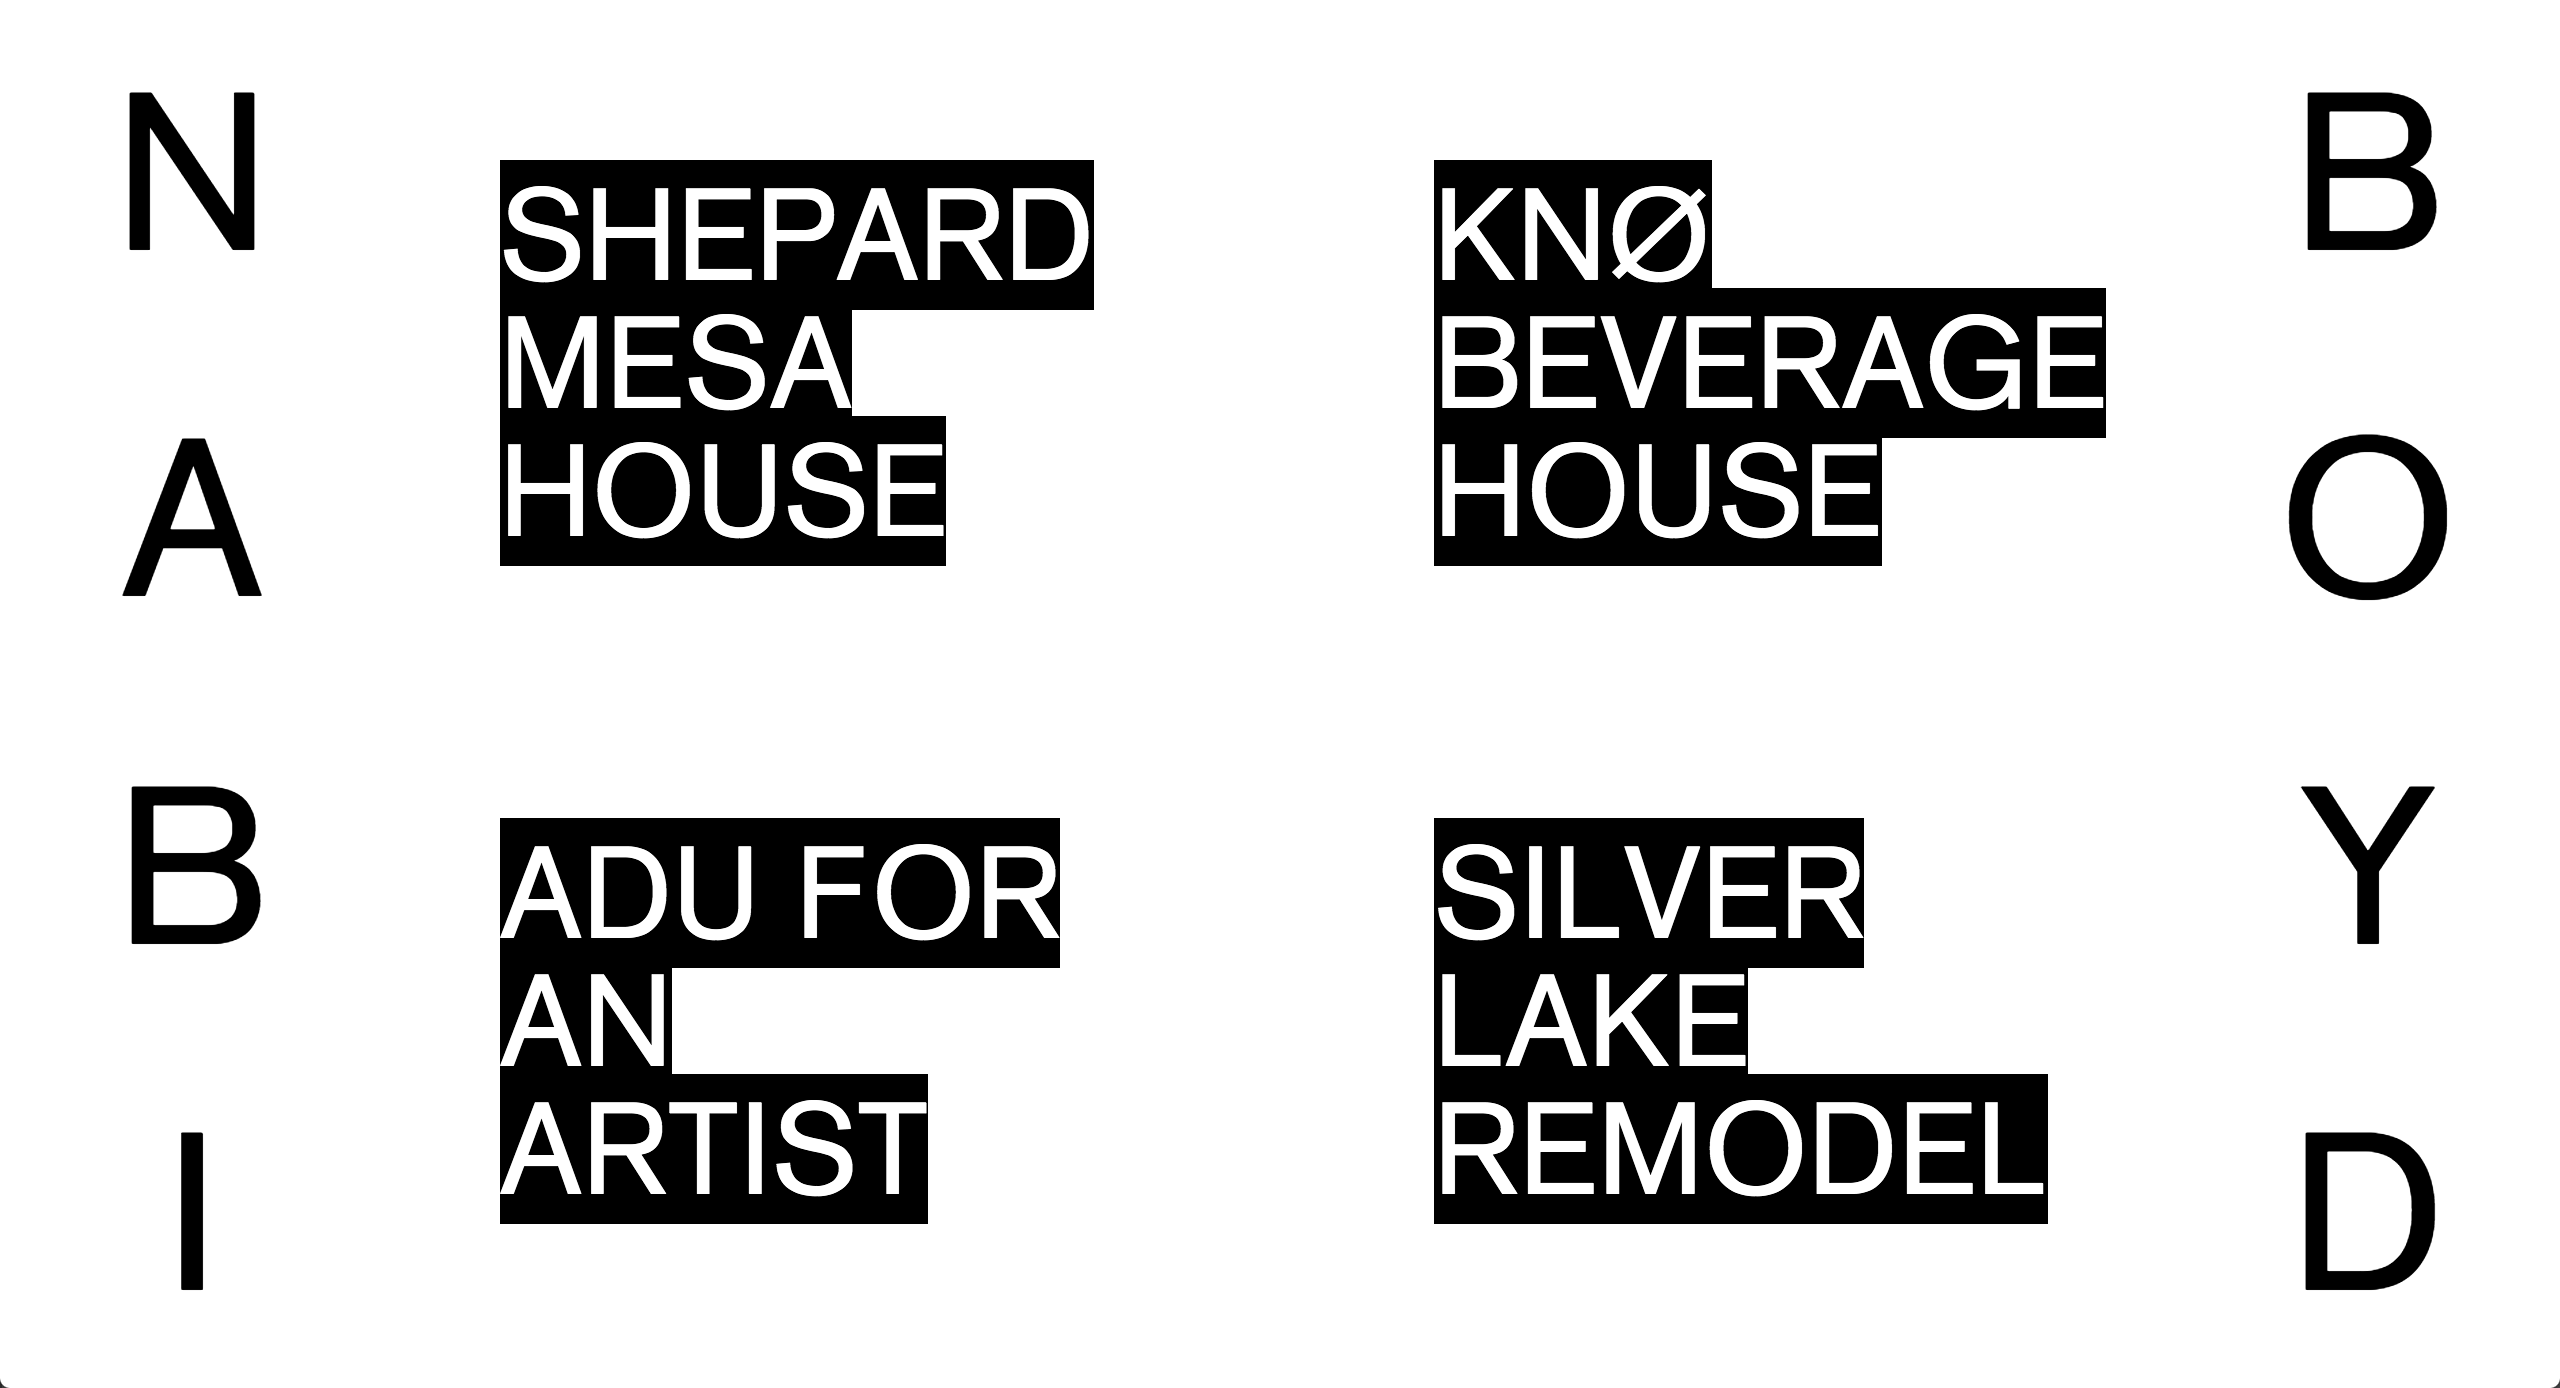 N
A
B
I
SHEPARD
MESA
HOUSE
KNØ
BEVERAGE
HOUSE
ADU FOR
AN
ARTIST
SILVER
LAKE
REMODEL
B
O
Y
D